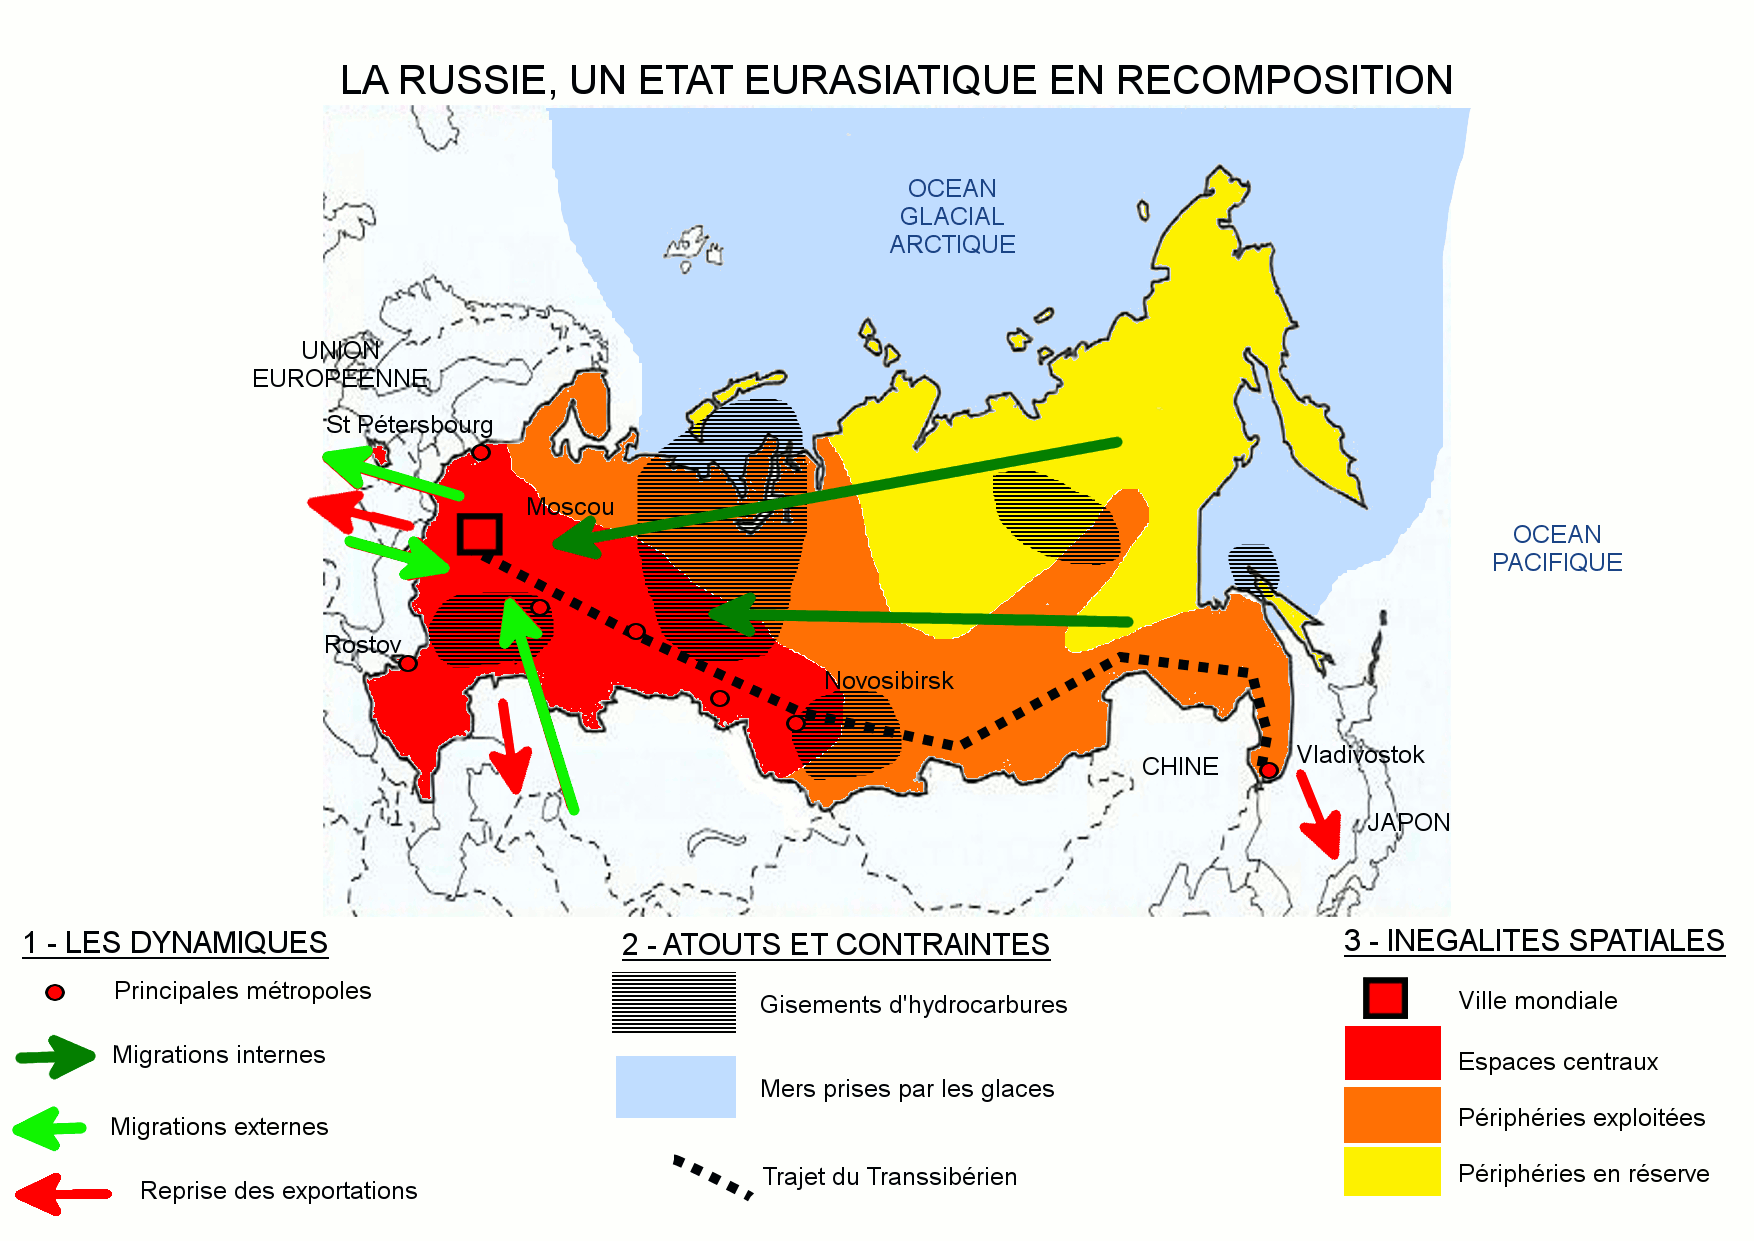 LA RUSSIE, UN ETAT EURASIATIQUE EN RECOMPOSITION
OCEAN
GLACIAL
ARCTIQUE
UNION
EUROPEENNE
St Pétersbourg
Moscou
OCEAN
PACIFIQUE
Rostov
Novosibirsk
CHINE
Vladivostok
JAPON
1 - LES DYNAMIQUES
Principales métropoles
Migrations internes
Migrations externes
Reprise des exportations
2 - ATOUTS ET CONTRAINTES
Gisements d'hydrocarbures
Mers prises par les glaces
Trajet du Transsibérien
3 - INEGALITES SPATIALES
Ville mondiale
Espaces centraux
Périphéries exploitées
Périphéries en réserve